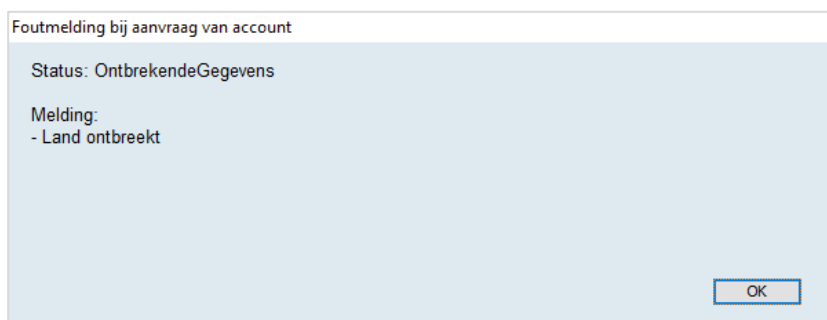 Foutmelding bij aanvraag van account
Status: OntbrekendeGegevens
Melding:
- Land ontbreekt
OK